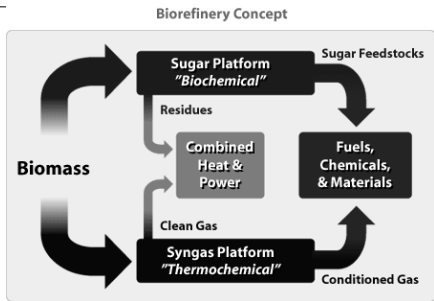 Biorefinery Concept
Sugar Platform
"Biochemical"
Sugar Feedstocks
Residues
Combined
Heat &
Power
Fuels,
Chemicals,
& Materials
Biomass
Clean Gas
Syngas Platform
"Thermochemical"
Conditioned Gas